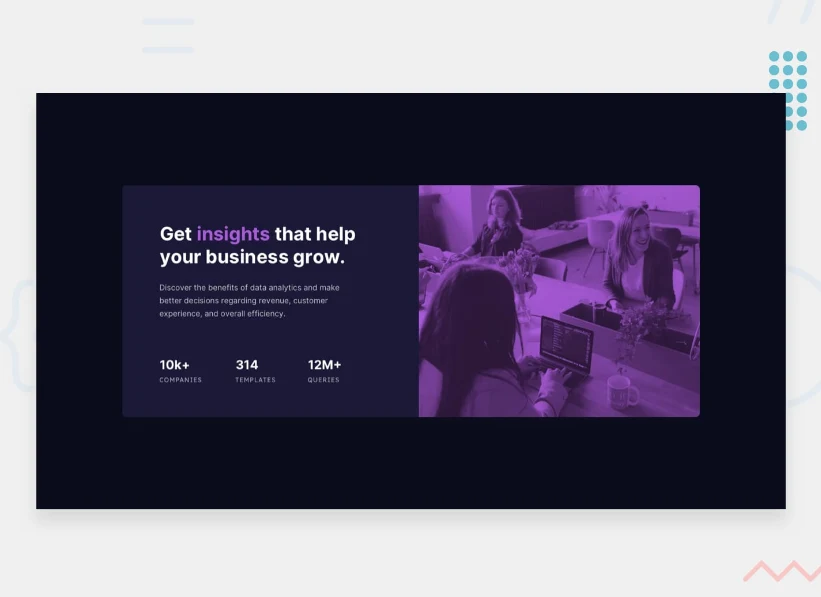 Get insights that help
your business grow.
Discover the benefits of data analytics and make
better decisions regarding revenue, customer
experience, and overall efficiency.
10k+ 314 12M+
COMPANIES TEMPLATES QUERIES